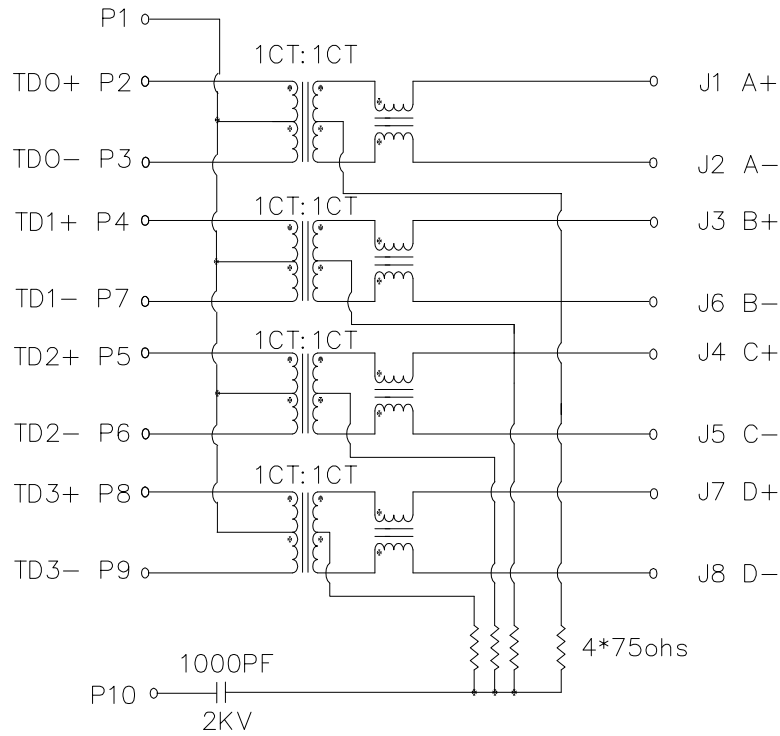 P1
1CT: 1CT
TD0+ P2 J1 A+
TD0- P3 J2 A-
1CT: 1CT
TD1+ P4 J3 B+
TD1- P7 J6 B-
1CT: 1CT
TD2+ P5 J4 C+
TD2- P6 J5 C-
1CT: 1CT
TD3+ P8 J7 D+
TD3- P9 J8 D-
4*75ohs
1000PF
P10
2KV